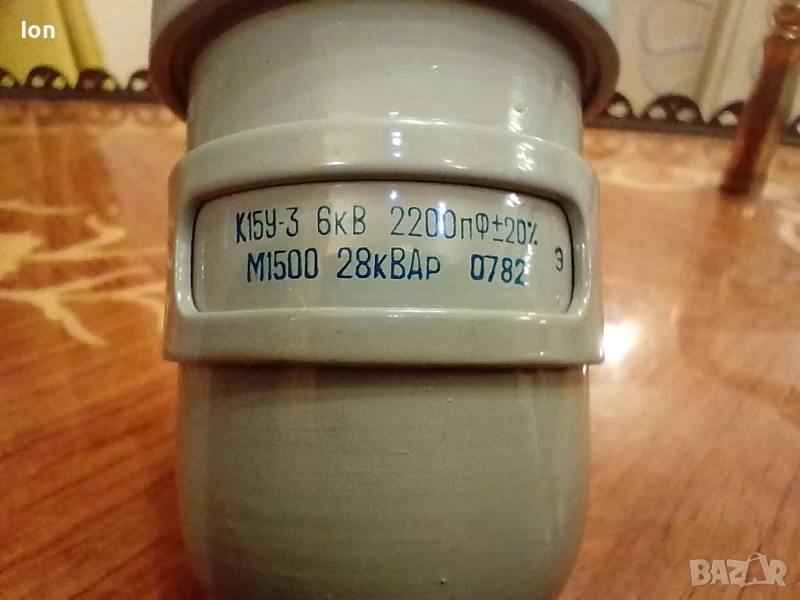 Ion
К15У-3 6кВ 2200пФ±20%
М1500 28кВАр 0782 Э
BAZAR